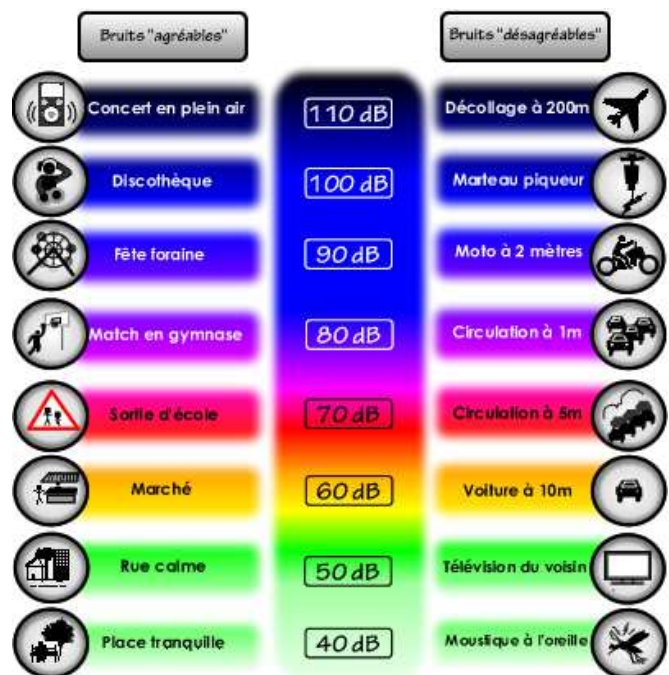 Bruits "agréables"
Bruits "désagréables"
Concert en plein air
110 dB
Décollage à 200m
Discothèque
100 dB
Marteau piqueur
Fête foraine
90 dB
Moto à 2 mètres
Match en gymnase
80 dB
Circulation à 1m
Sortie d'école
70 dB
Circulation à 5m
Marché
60 dB
Voiture à 10m
Rue calme
50 dB
Télévision du voisin
Place tranquille
40 dB
Moustique à l'oreille